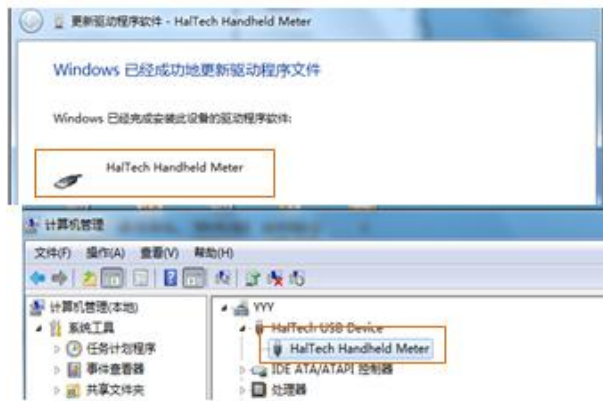 更新驱动程序软件 - HalTech Handheld Meter
Windows 已经成功地更新驱动程序文件
Windows 已经完成安装此设备的驱动程序软件:
HalTech Handheld Meter
计算机管理
文件(F) 操作(A) 查看(V) 帮助(H)
计算机管理(本地)
YYY
系统工具
HalTech USB Device
任务计划程序
HalTech Handheld Meter
事件查看器
IDE ATA/ATAPI 控制器
共享文件夹
处理器